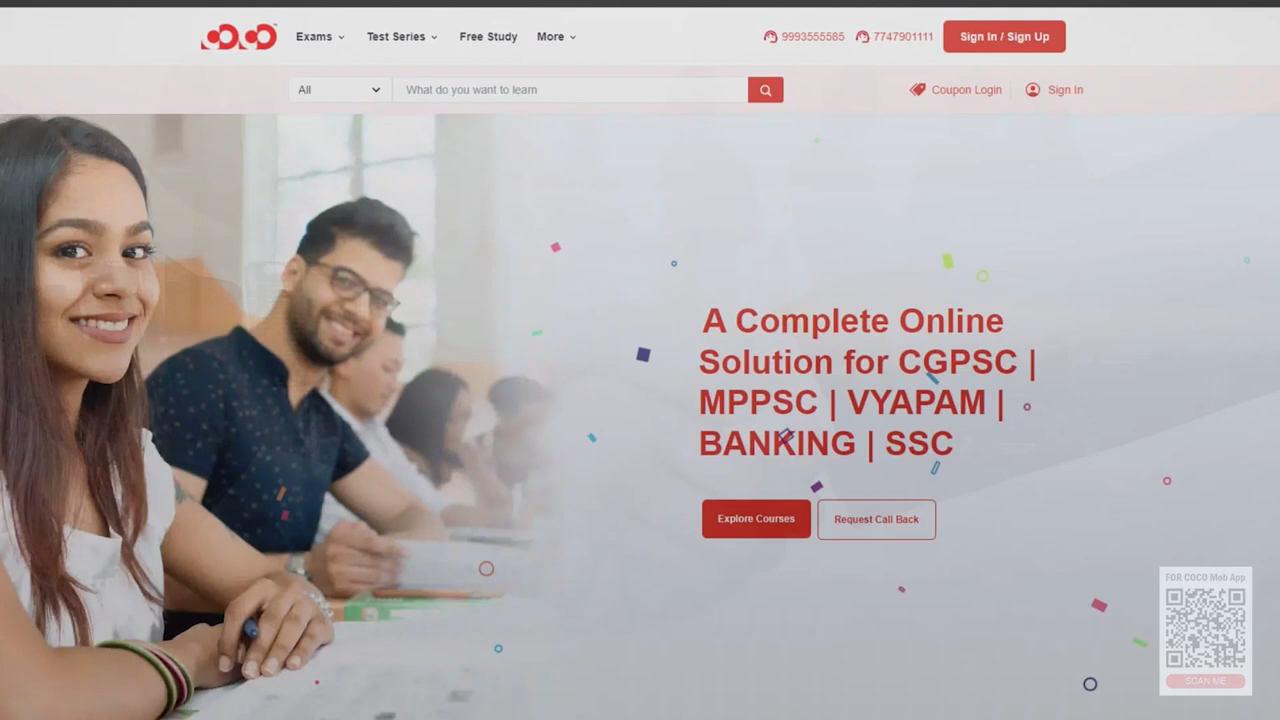 COCO
Exams
Test Series
Free Study
More
9993555585
7747901111
Sign In / Sign Up
All
What do you want to learn
Coupon Login
Sign In
A Complete Online
Solution for CGPSC |
MPPSC | VYAPAM |
BANKING | SSC
Explore Courses
Request Call Back
FOR COCO Mob App
SCAN ME